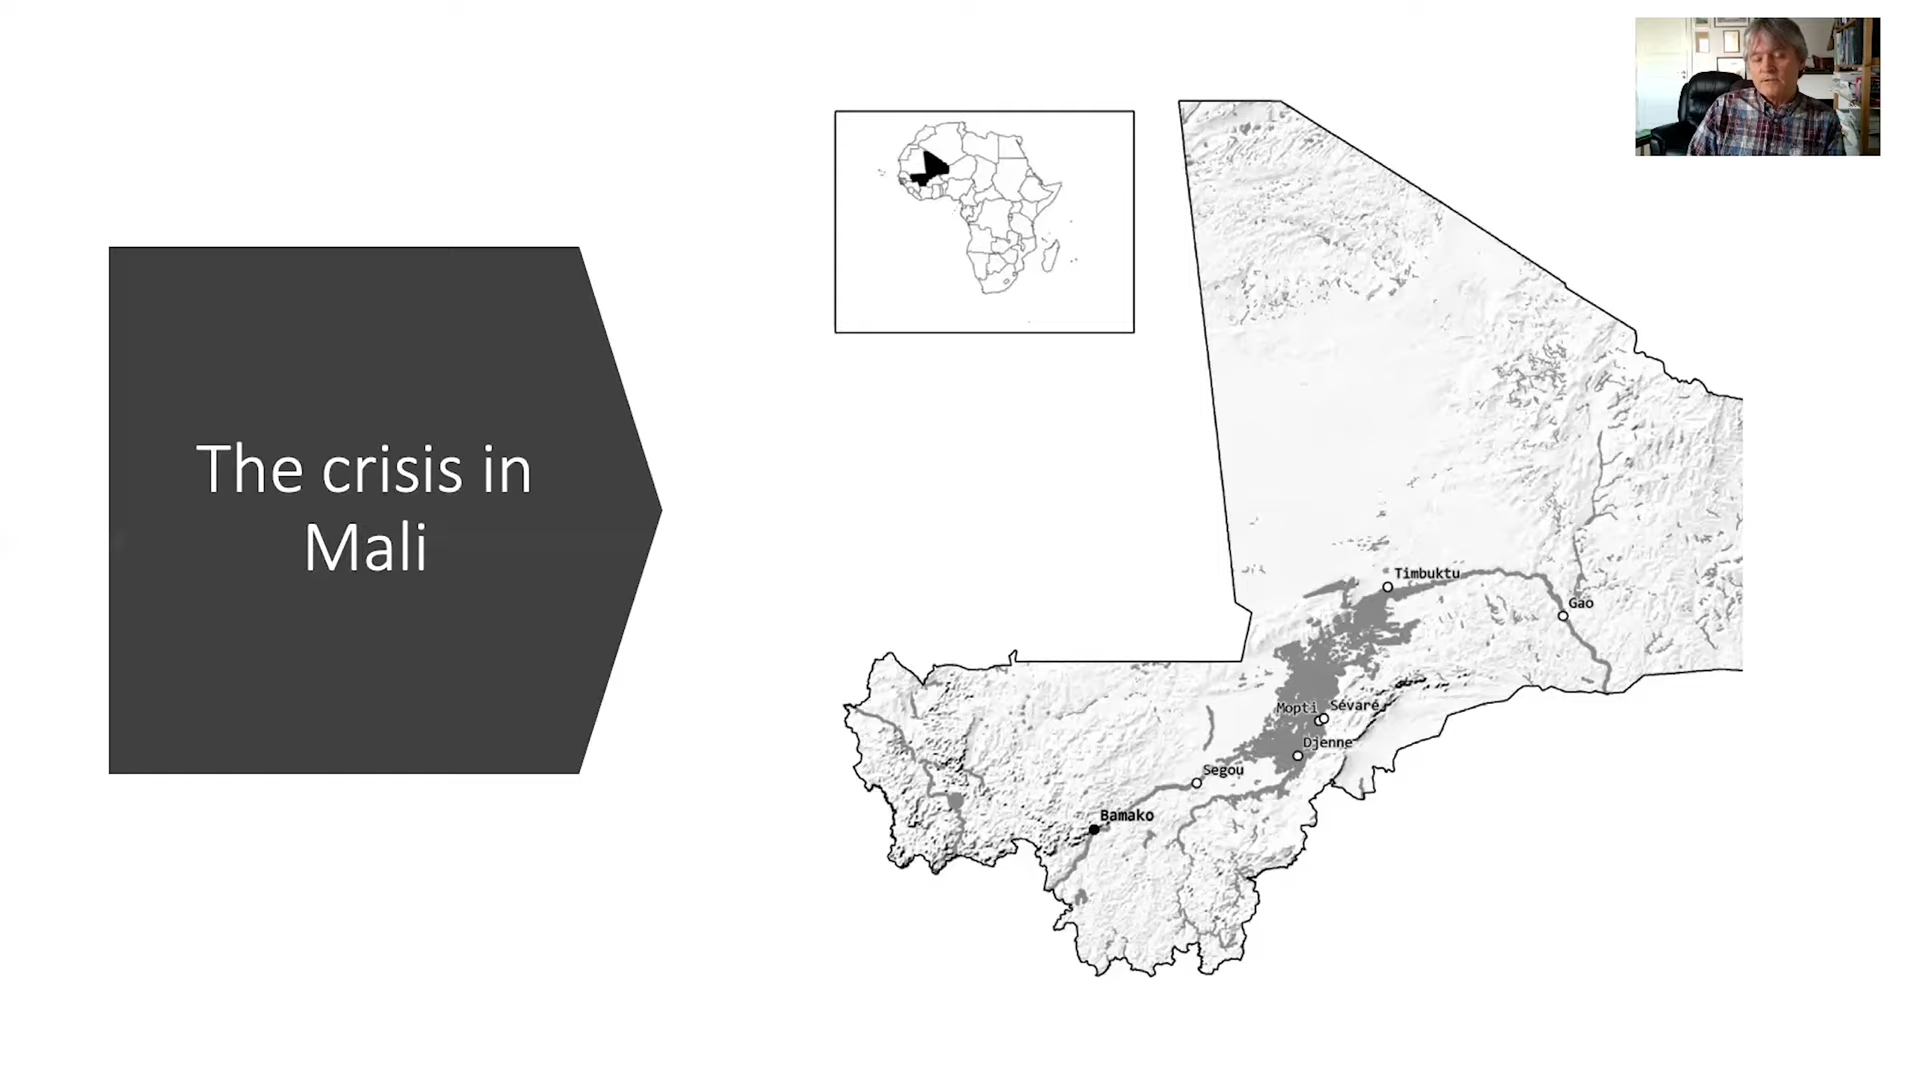 The crisis in
Mali
Timbuktu
Gao
Mopti
Sévaré
Djenne
Segou
Bamako